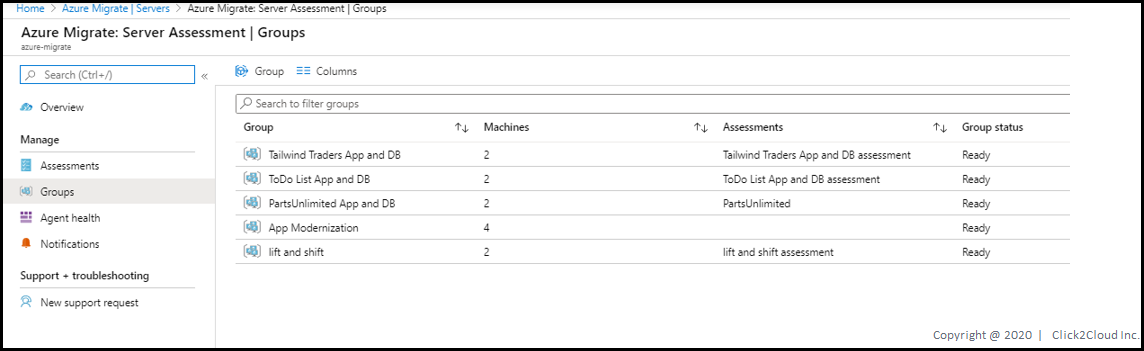 Home > Azure Migrate | Servers > Azure Migrate: Server Assessment | Groups
Azure Migrate: Server Assessment | Groups
azure-migrate
Search (Ctrl+/) «
Group Columns
Search to filter groups
Overview
Manage
Assessments
Groups
Agent health
Notifications
Support + troubleshooting
New support request
Group Machines Assessments Group status
Tailwind Traders App and DB 2 Tailwind Traders App and DB assessment Ready
ToDo List App and DB 2 ToDo List App and DB assessment Ready
PartsUnlimited App and DB 2 PartsUnlimited Ready
App Modernization 4 Ready
lift and shift 2 lift and shift assessment Ready
Copyright @ 2020 | Click2Cloud Inc.